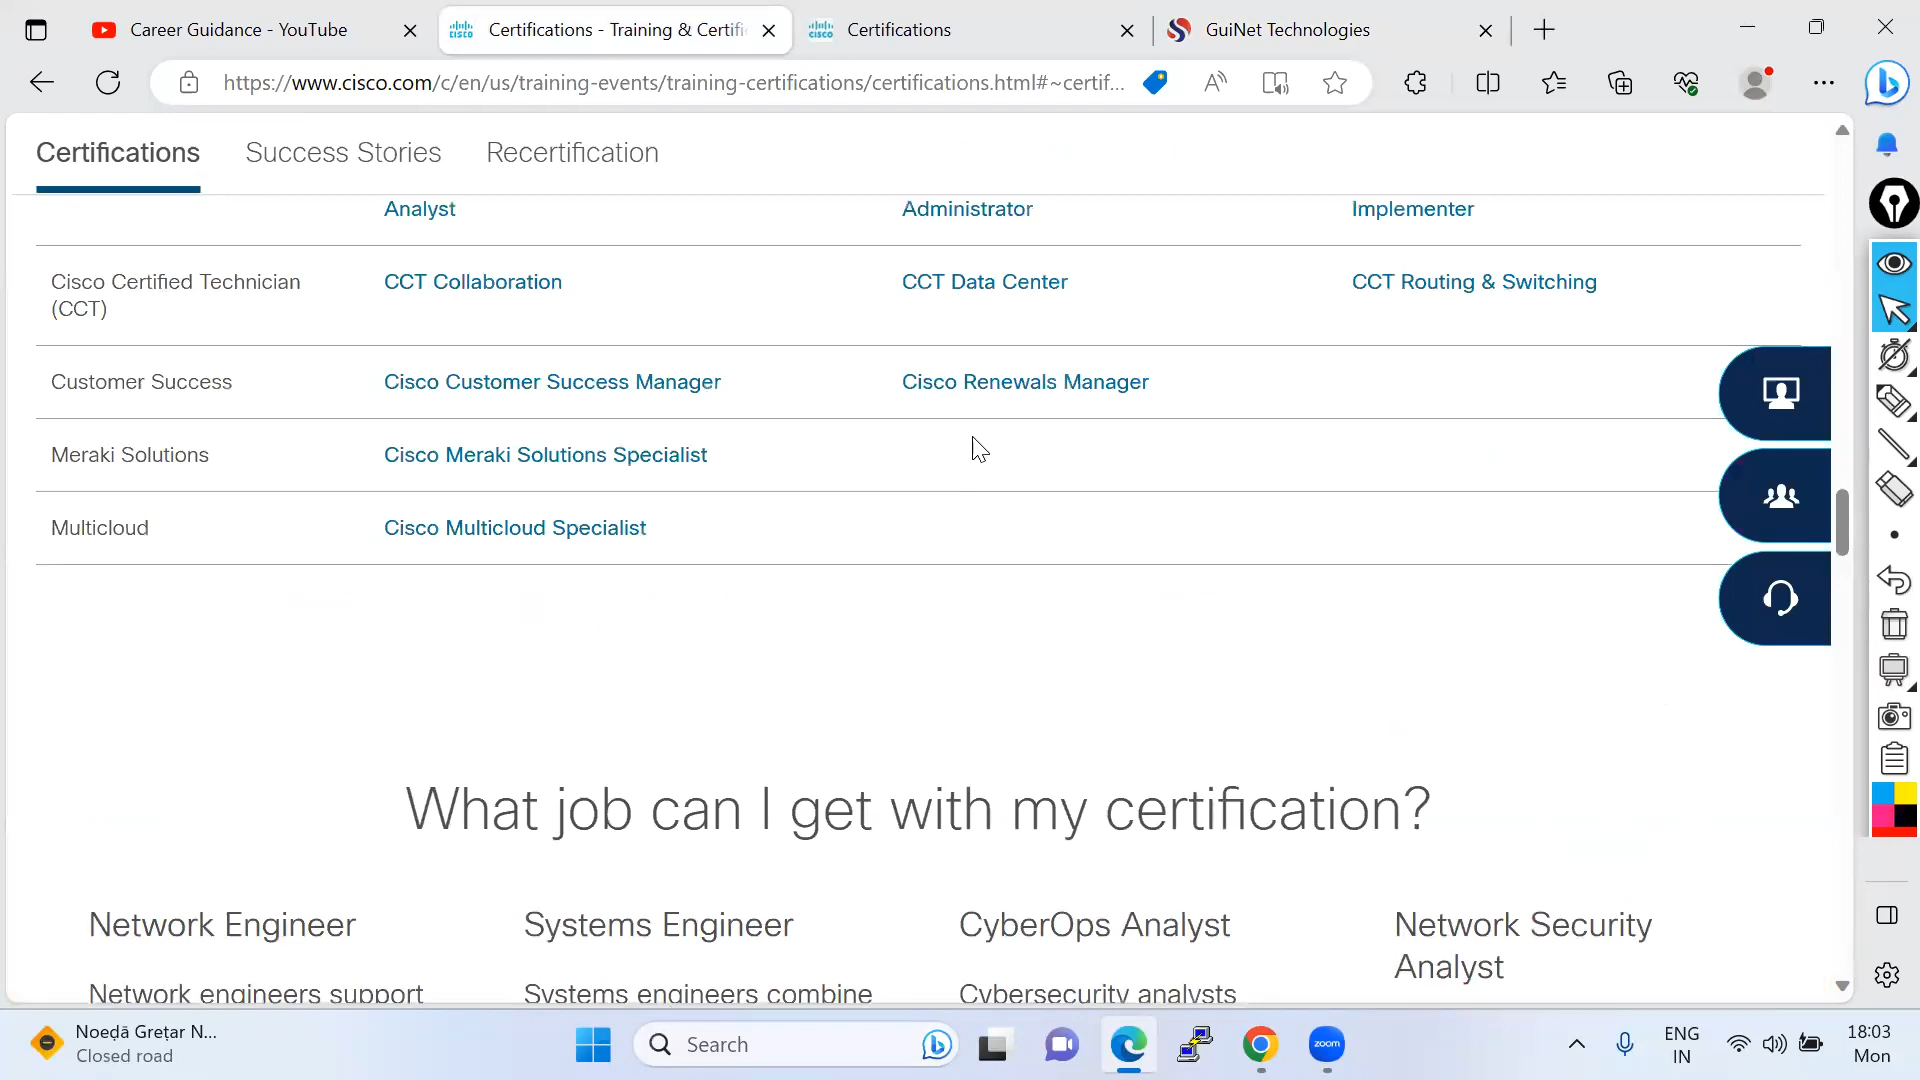 Career Guidance - YouTube
Certifications - Training & Certifi
Certifications
GuiNet Technologies
https://www.cisco.com/c/en/us/training-events/training-certifications/certifications.html#~certif...
Certifications
Success Stories
Recertification
Analyst
Administrator
Implementer
Cisco Certified Technician
(CCT)
CCT Collaboration
CCT Data Center
CCT Routing & Switching
Customer Success
Cisco Customer Success Manager
Cisco Renewals Manager
Meraki Solutions
Cisco Meraki Solutions Specialist
Multicloud
Cisco Multicloud Specialist
What job can I get with my certification?
Network Engineer
Systems Engineer
CyberOps Analyst
Network Security
Analyst
Network engineers support
Systems engineers combine
Cybersecurity analysts
Noeḍā Greṭar N...
Closed road
Search
zoom
ENG
IN
18:03
Mon